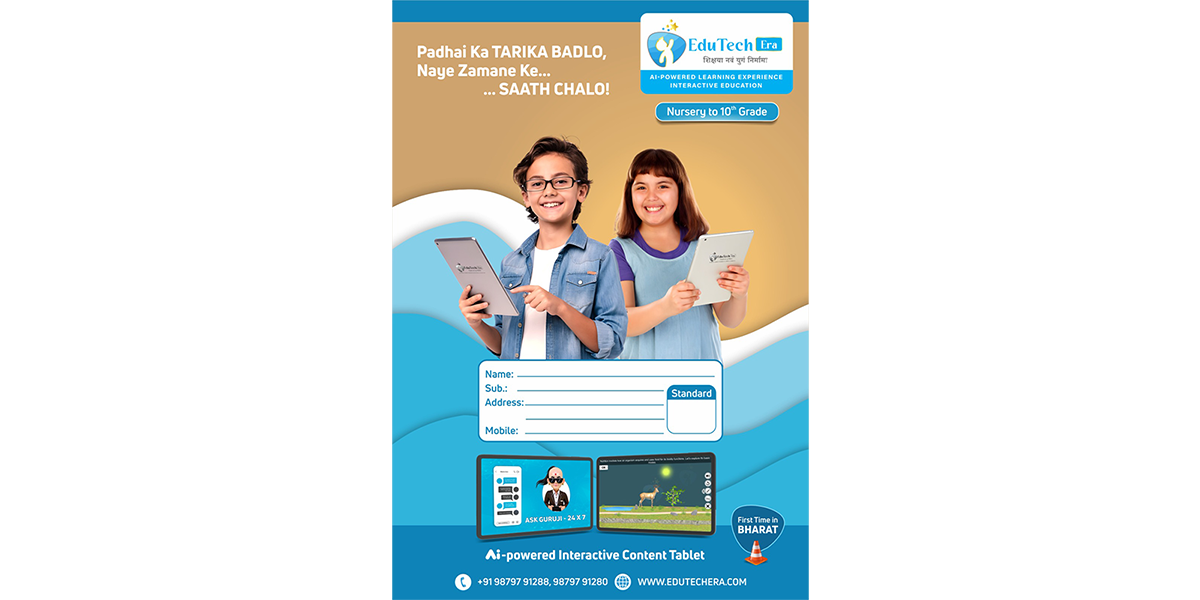 Padhai Ka TARIKA BADLO,
Naye Zamane Ke...
... SAATH CHALO!
EduTech Era
शिक्षया नवं युगं निर्मामः
AI-POWERED LEARNING EXPERIENCE
INTERACTIVE EDUCATION
Nursery to 10th Grade
Name:
Sub.:
Address:
Mobile:
Standard
ASK GURUJI - 24 X 7
First Time in
BHARAT
Ai-powered Interactive Content Tablet
+91 98797 91288, 98797 91280
WWW.EDUTECHERA.COM